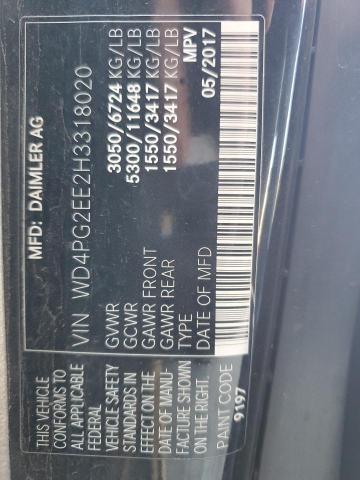 MFD: DAIMLER AG
VIN WD4PG2EE2H3318020
THIS VEHICLE
CONFORMS TO
ALL APPLICABLE
FEDERAL
VEHICLE SAFETY
STANDARDS IN
EFFECT ON THE
DATE OF MANU
FACTURE SHOWN
ON THE RIGHT.
GVWR 3050/6724 KG/LB
GCWR 5300/11648 KG/LB
GAWR FRONT 1550/3417 KG/LB
GAWR REAR 1550/3417 KG/LB
TYPE MPV
DATE OF MFD 05/2017
PAINT CODE
9197